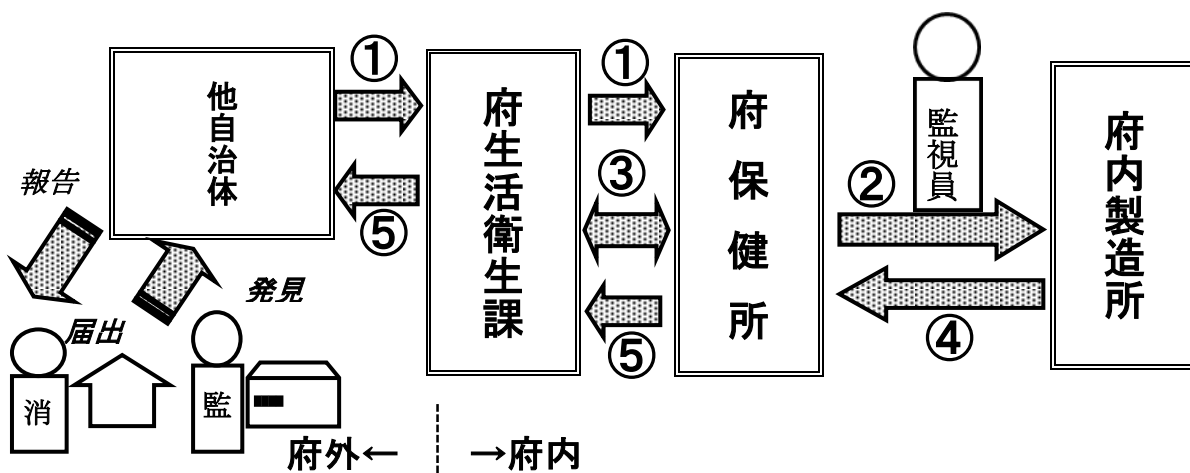 ①
①
他自治体
府生活衛生課
府保健所
監視員
府内製造所
③
②
報告
⑤
発見
届出
⑤
④
消
監
府外←
→府内